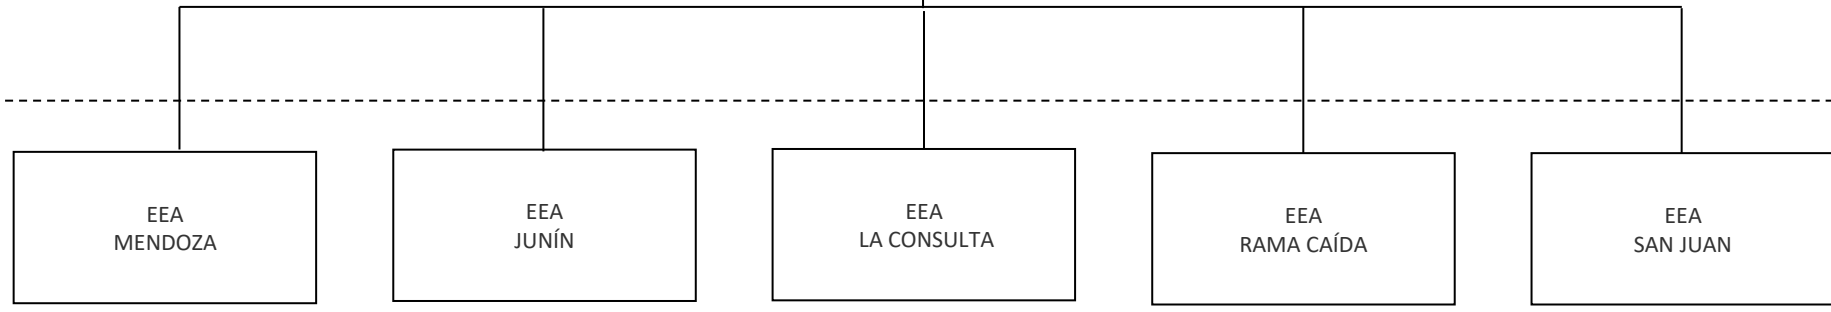 EEA
MENDOZA
EEA
JUNÍN
EEA
LA CONSULTA
EEA
RAMA CAÍDA
EEA
SAN JUAN